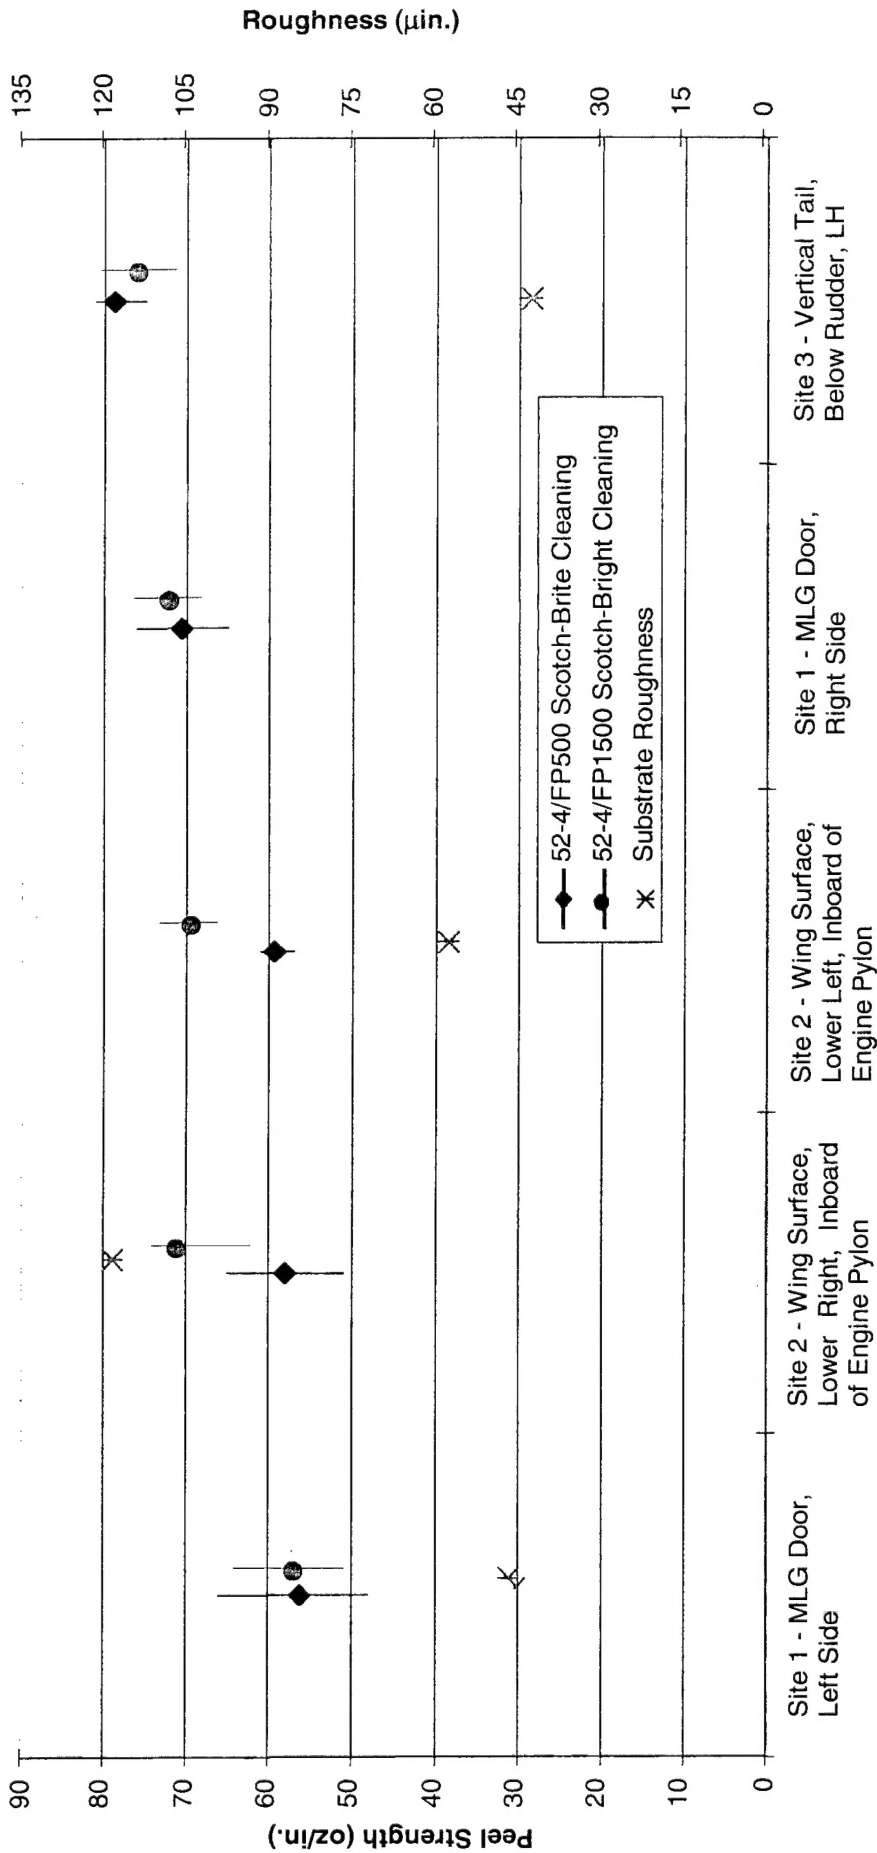 Peel Strength (oz/in.)
90
80
70
60
50
40
30
20
10
0
Roughness (μin.)
135
120
105
90
75
60
45
30
15
0
52-4/FP500 Scotch-Brite Cleaning
52-4/FP1500 Scotch-Bright Cleaning
Substrate Roughness
Site 1 - MLG Door,
Left Side
Site 2 - Wing Surface,
Lower Right, Inboard
of Engine Pylon
Site 2 - Wing Surface,
Lower Left, Inboard of
Engine Pylon
Site 1 - MLG Door,
Right Side
Site 3 - Vertical Tail,
Below Rudder, LH